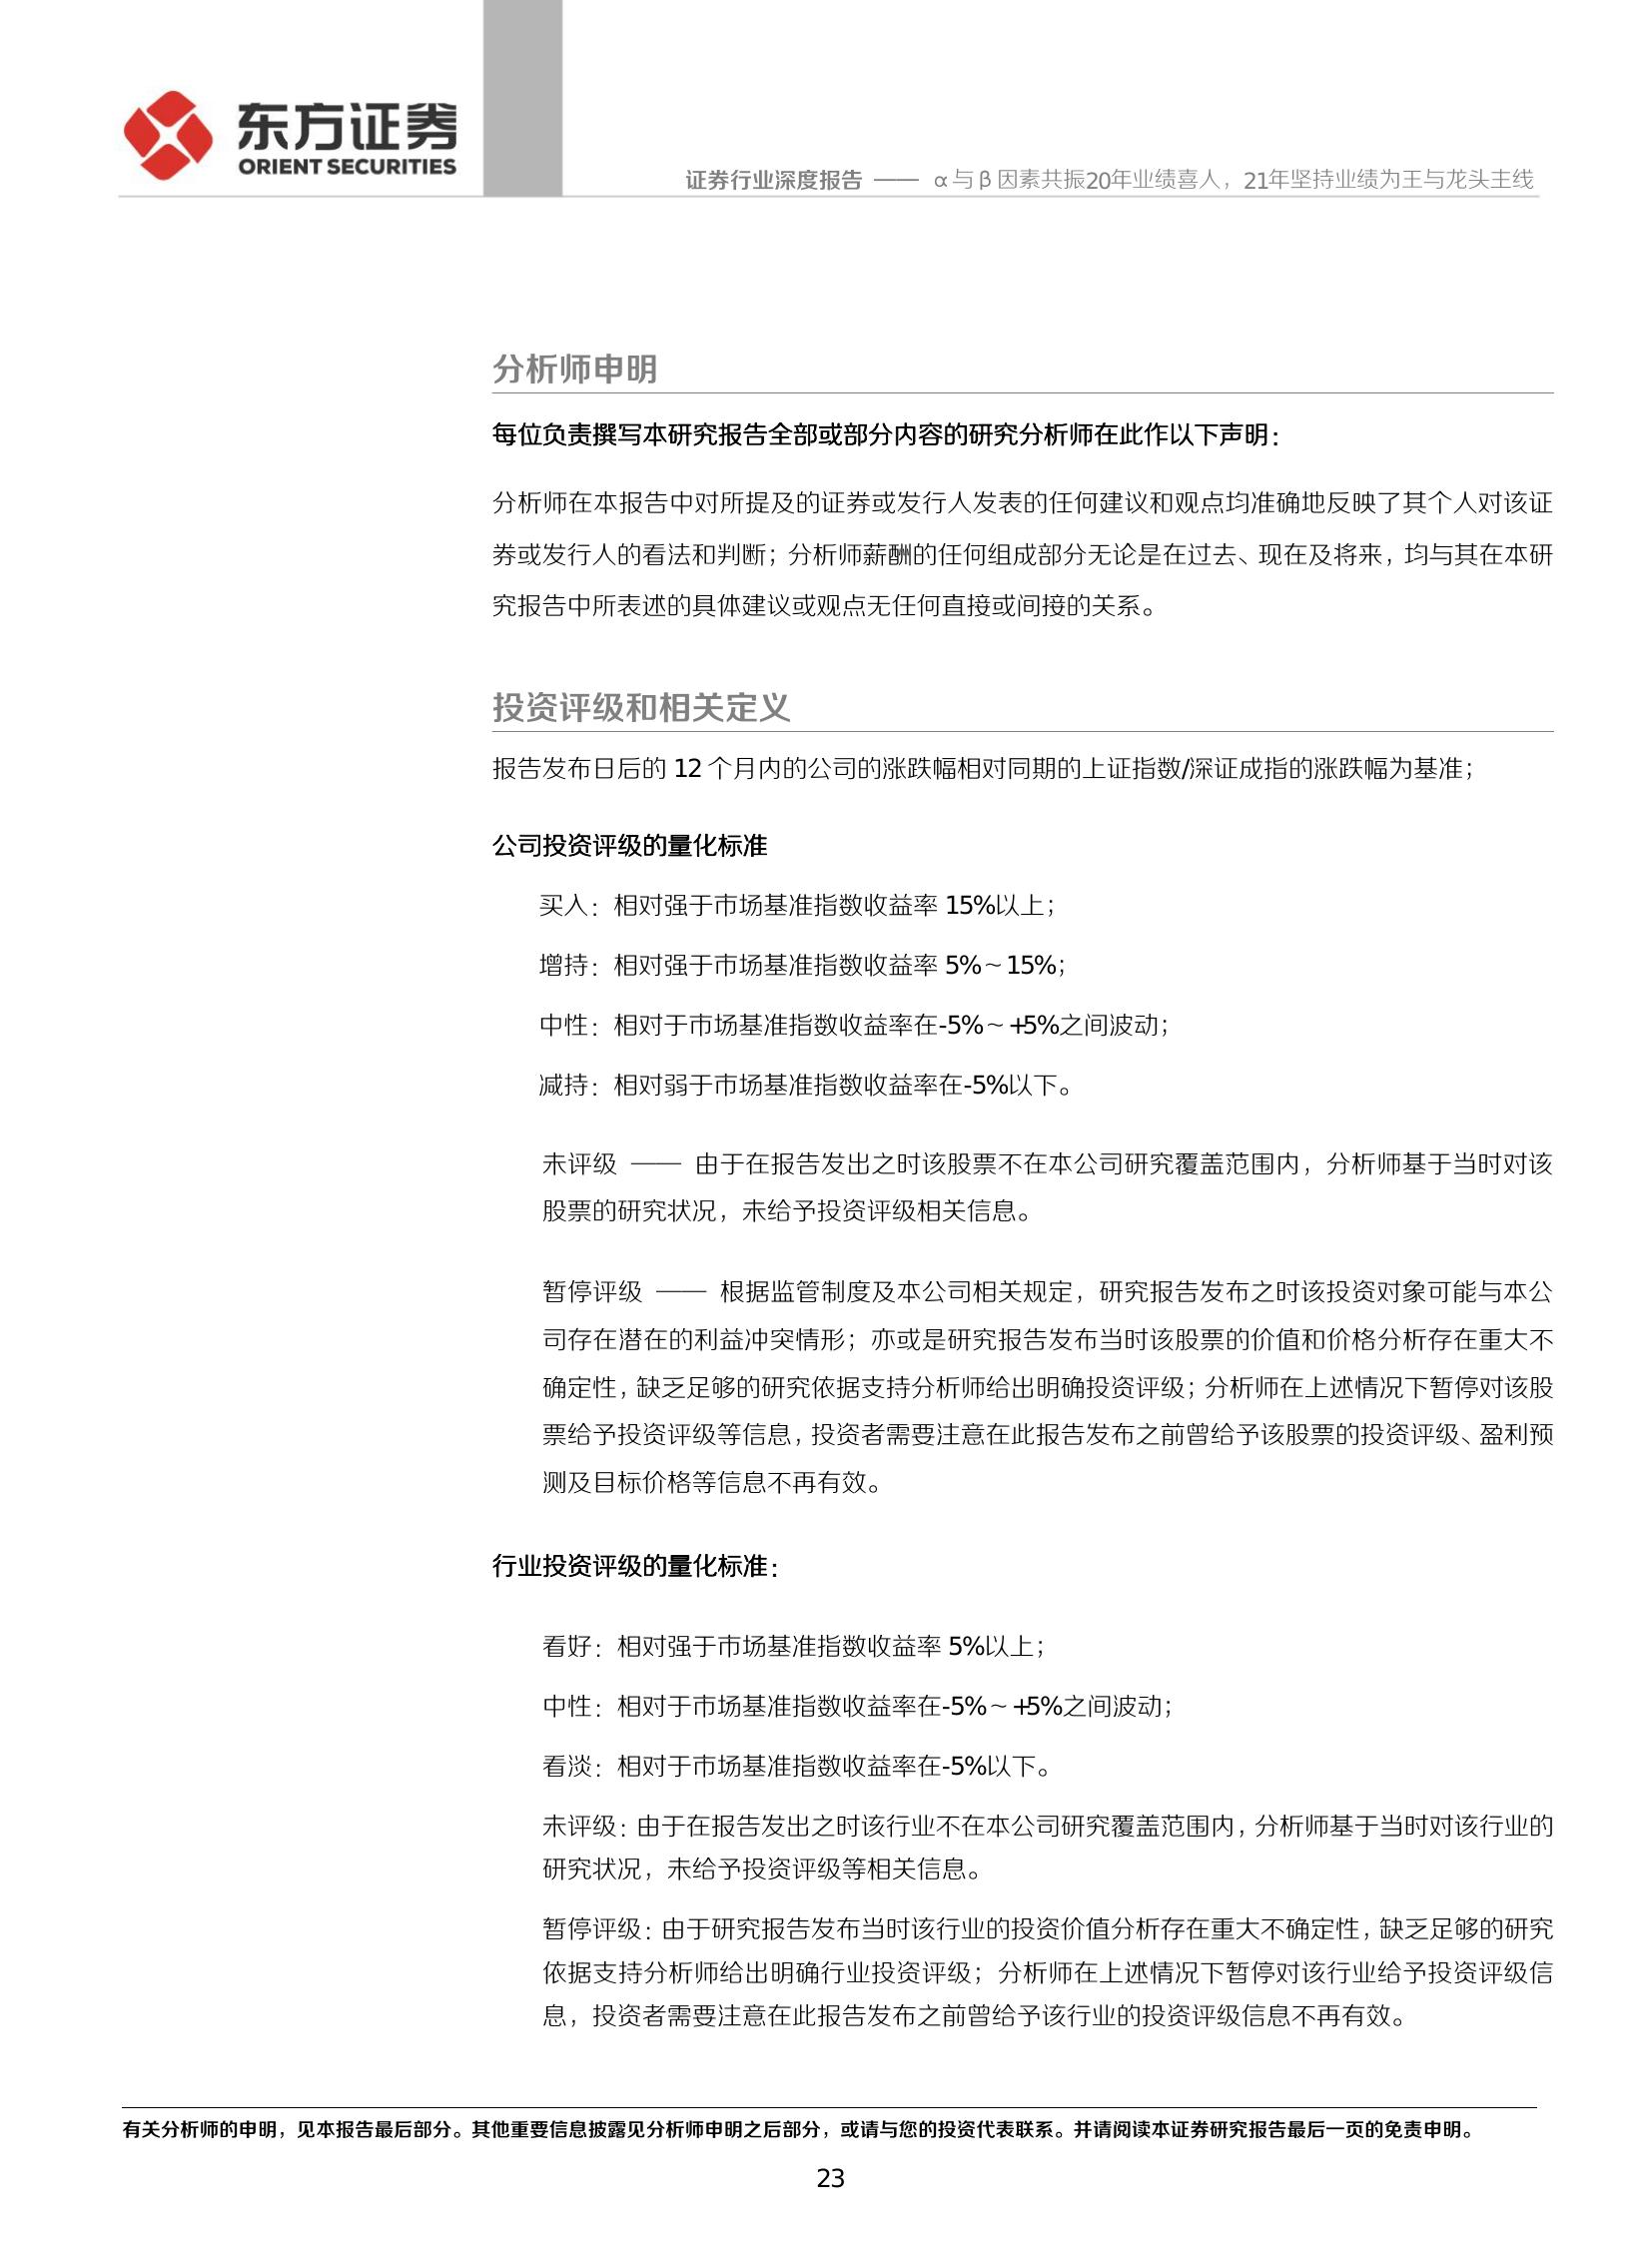 东方证券
ORIENT SECURITIES
证券行业深度报告 —— α与β因素共振20年业绩喜人，21年坚持业绩为王与龙头主线
分析师申明
每位负责撰写本研究报告全部或部分内容的研究分析师在此作以下声明：
分析师在本报告中对所提及的证券或发行人发表的任何建议和观点均准确地反映了其个人对该证
券或发行人的看法和判断；分析师薪酬的任何组成部分无论是在过去、现在及将来，均与其在本研
究报告中所表述的具体建议或观点无任何直接或间接的关系。
投资评级和相关定义
报告发布日后的 12 个月内的公司的涨跌幅相对同期的上证指数/深证成指的涨跌幅为基准；
公司投资评级的量化标准
买入：相对强于市场基准指数收益率 15%以上；
增持：相对强于市场基准指数收益率 5%～15%；
中性：相对于市场基准指数收益率在-5%～+5%之间波动；
减持：相对弱于市场基准指数收益率在-5%以下。
未评级 —— 由于在报告发出之时该股票不在本公司研究覆盖范围内，分析师基于当时对该
股票的研究状况，未给予投资评级相关信息。
暂停评级 —— 根据监管制度及本公司相关规定，研究报告发布之时该投资对象可能与本公
司存在潜在的利益冲突情形；亦或是研究报告发布当时该股票的价值和价格分析存在重大不
确定性，缺乏足够的研究依据支持分析师给出明确投资评级；分析师在上述情况下暂停对该股
票给予投资评级等信息，投资者需要注意在此报告发布之前曾给予该股票的投资评级、盈利预
测及目标价格等信息不再有效。
行业投资评级的量化标准：
看好：相对强于市场基准指数收益率 5%以上；
中性：相对于市场基准指数收益率在-5%～+5%之间波动；
看淡：相对于市场基准指数收益率在-5%以下。
未评级：由于在报告发出之时该行业不在本公司研究覆盖范围内，分析师基于当时对该行业的
研究状况，未给予投资评级等相关信息。
暂停评级：由于研究报告发布当时该行业的投资价值分析存在重大不确定性，缺乏足够的研究
依据支持分析师给出明确行业投资评级；分析师在上述情况下暂停对该行业给予投资评级信
息，投资者需要注意在此报告发布之前曾给予该行业的投资评级信息不再有效。
有关分析师的申明，见本报告最后部分。其他重要信息披露见分析师申明之后部分，或请与您的投资代表联系。并请阅读本证券研究报告最后一页的免责申明。
23